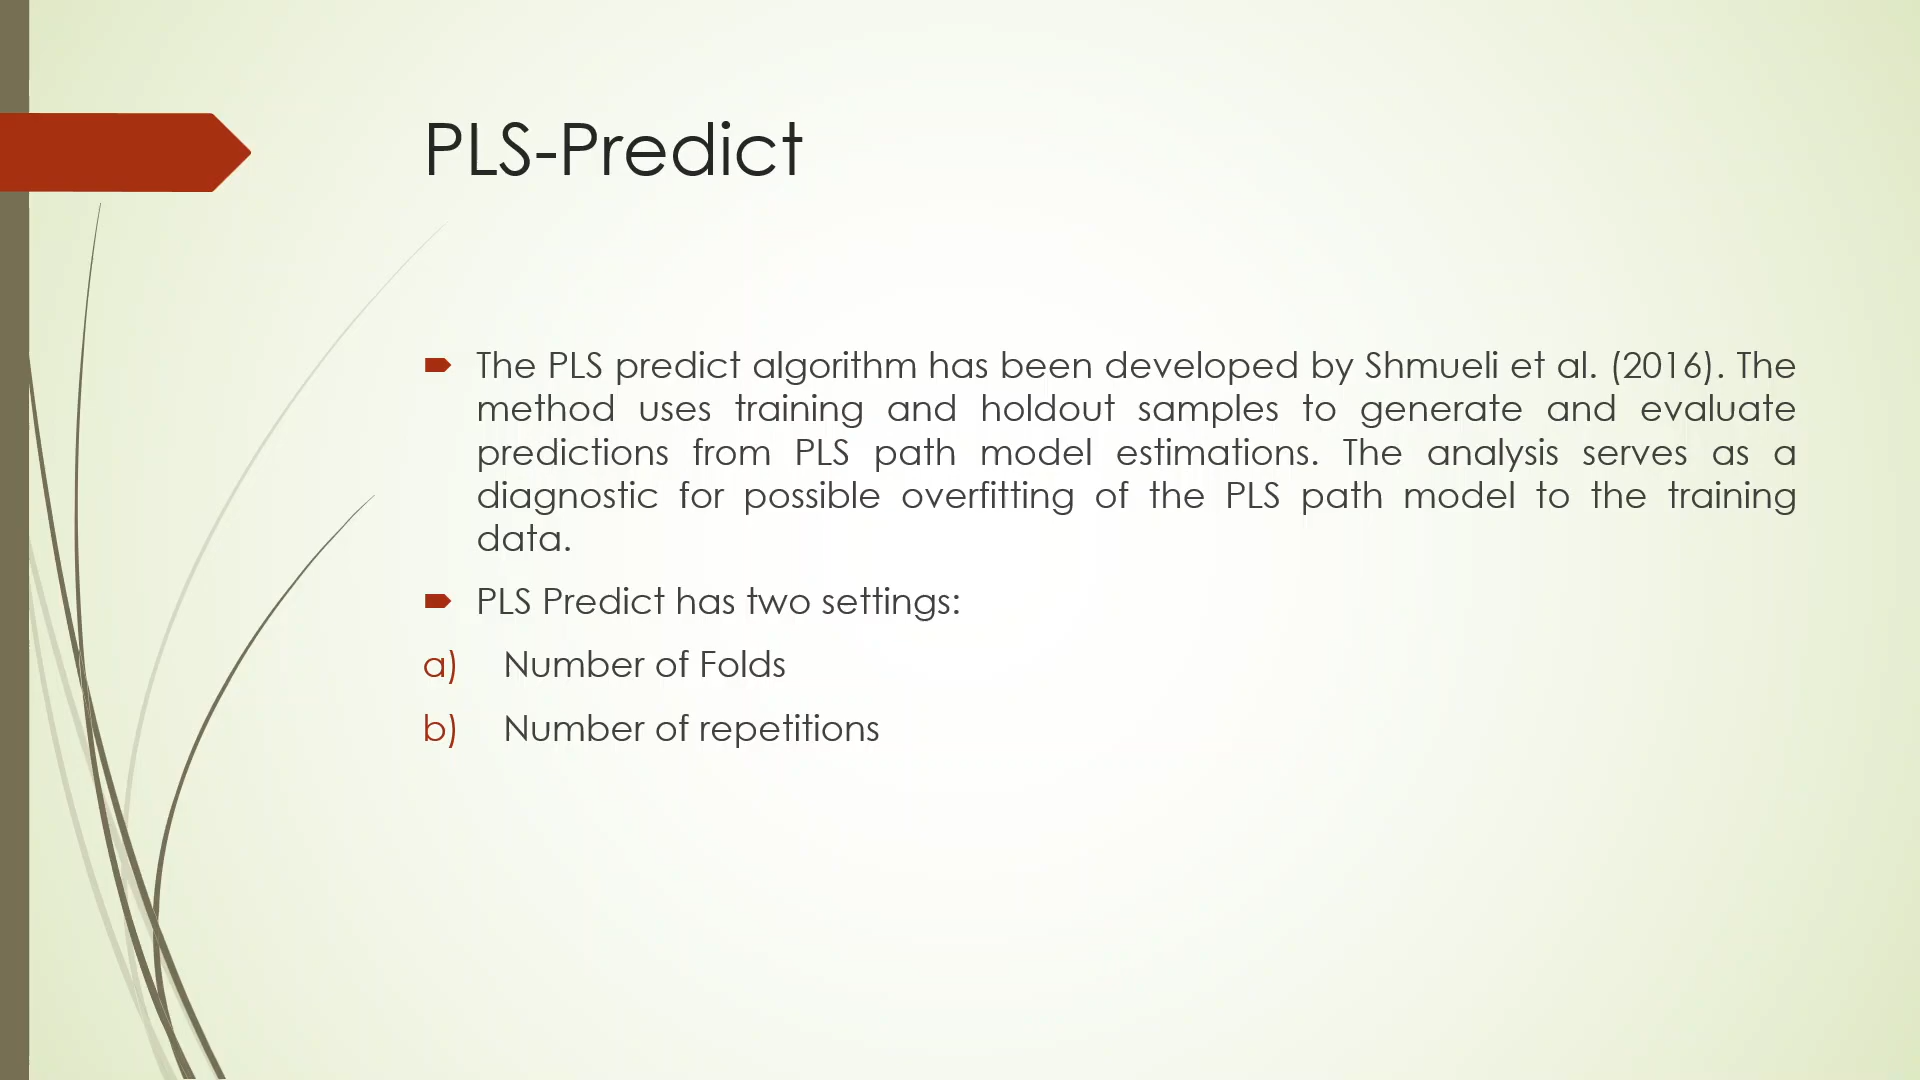 PLS-Predict
The PLS predict algorithm has been developed by Shmueli et al. (2016). The
method uses training and holdout samples to generate and evaluate
predictions from PLS path model estimations. The analysis serves as a
diagnostic for possible overfitting of the PLS path model to the training
data.
PLS Predict has two settings:
a) Number of Folds
b) Number of repetitions